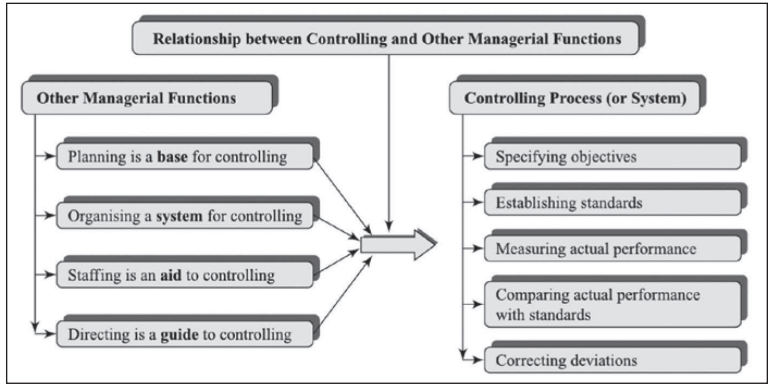 Relationship between Controlling and Other Managerial Functions
Other Managerial Functions
Planning is a base for controlling
Organising a system for controlling
Staffing is an aid to controlling
Directing is a guide to controlling
Controlling Process (or System)
Specifying objectives
Establishing standards
Measuring actual performance
Comparing actual performance
with standards
Correcting deviations